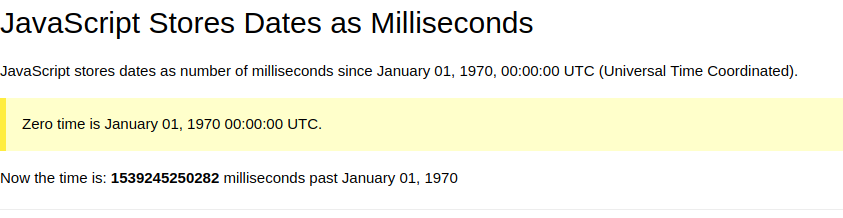 JavaScript Stores Dates as Milliseconds
JavaScript stores dates as number of milliseconds since January 01, 1970, 00:00:00 UTC (Universal Time Coordinated).
Zero time is January 01, 1970 00:00:00 UTC.
Now the time is: 1539245250282 milliseconds past January 01, 1970